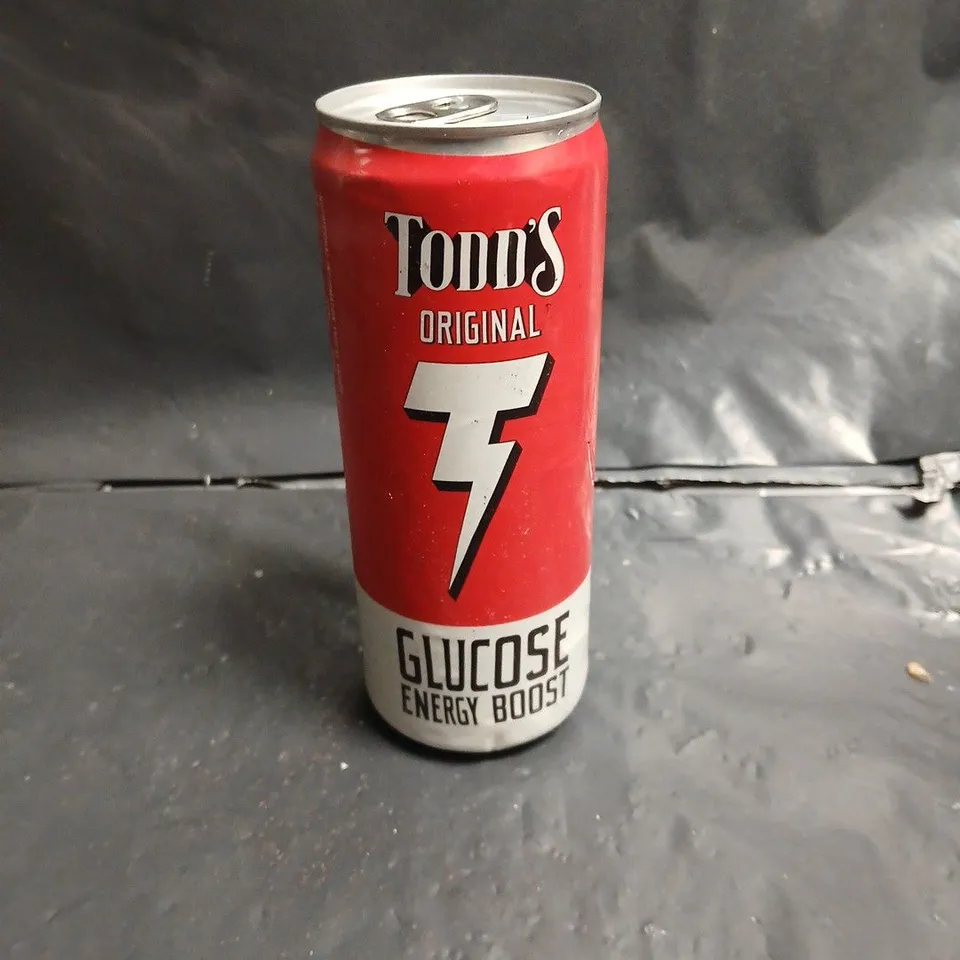 TODD'S
ORIGINAL
GLUCOSE
ENERGY BOOST